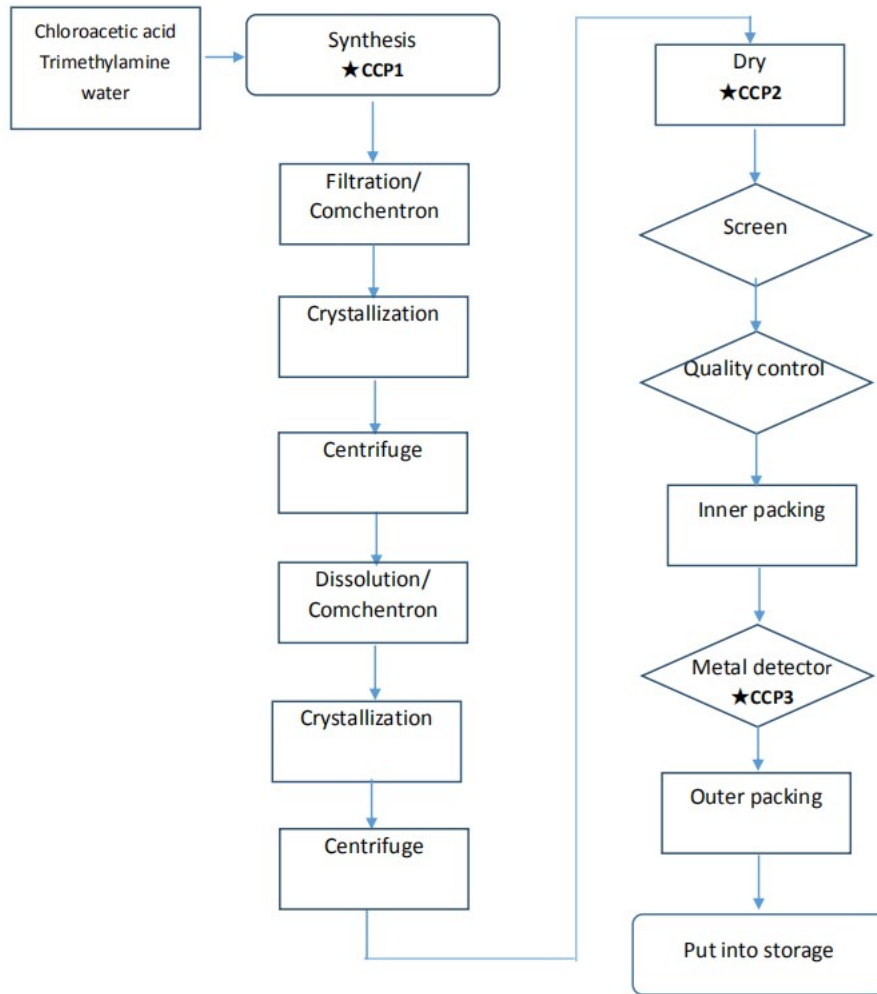 Chloroacetic acid
Trimethylamine
water
Synthesis
★CCP1
Filtration/
Comchentron
Crystallization
Centrifuge
Dissolution/
Comchentron
Crystallization
Centrifuge
Dry
★CCP2
Screen
Quality control
Inner packing
Metal detector
★CCP3
Outer packing
Put into storage